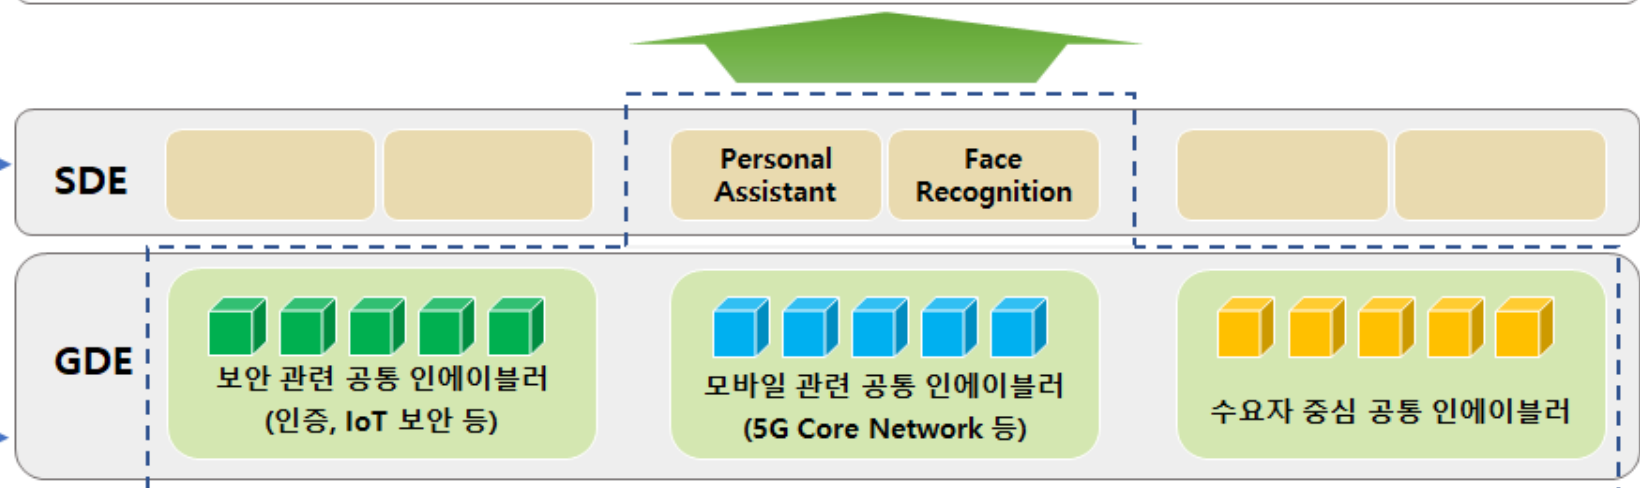 SDE
Personal
Assistant
Face
Recognition
GDE
보안 관련 공통 인에이블러
(인증, IoT 보안 등)
모바일 관련 공통 인에이블러
(5G Core Network 등)
수요자 중심 공통 인에이블러